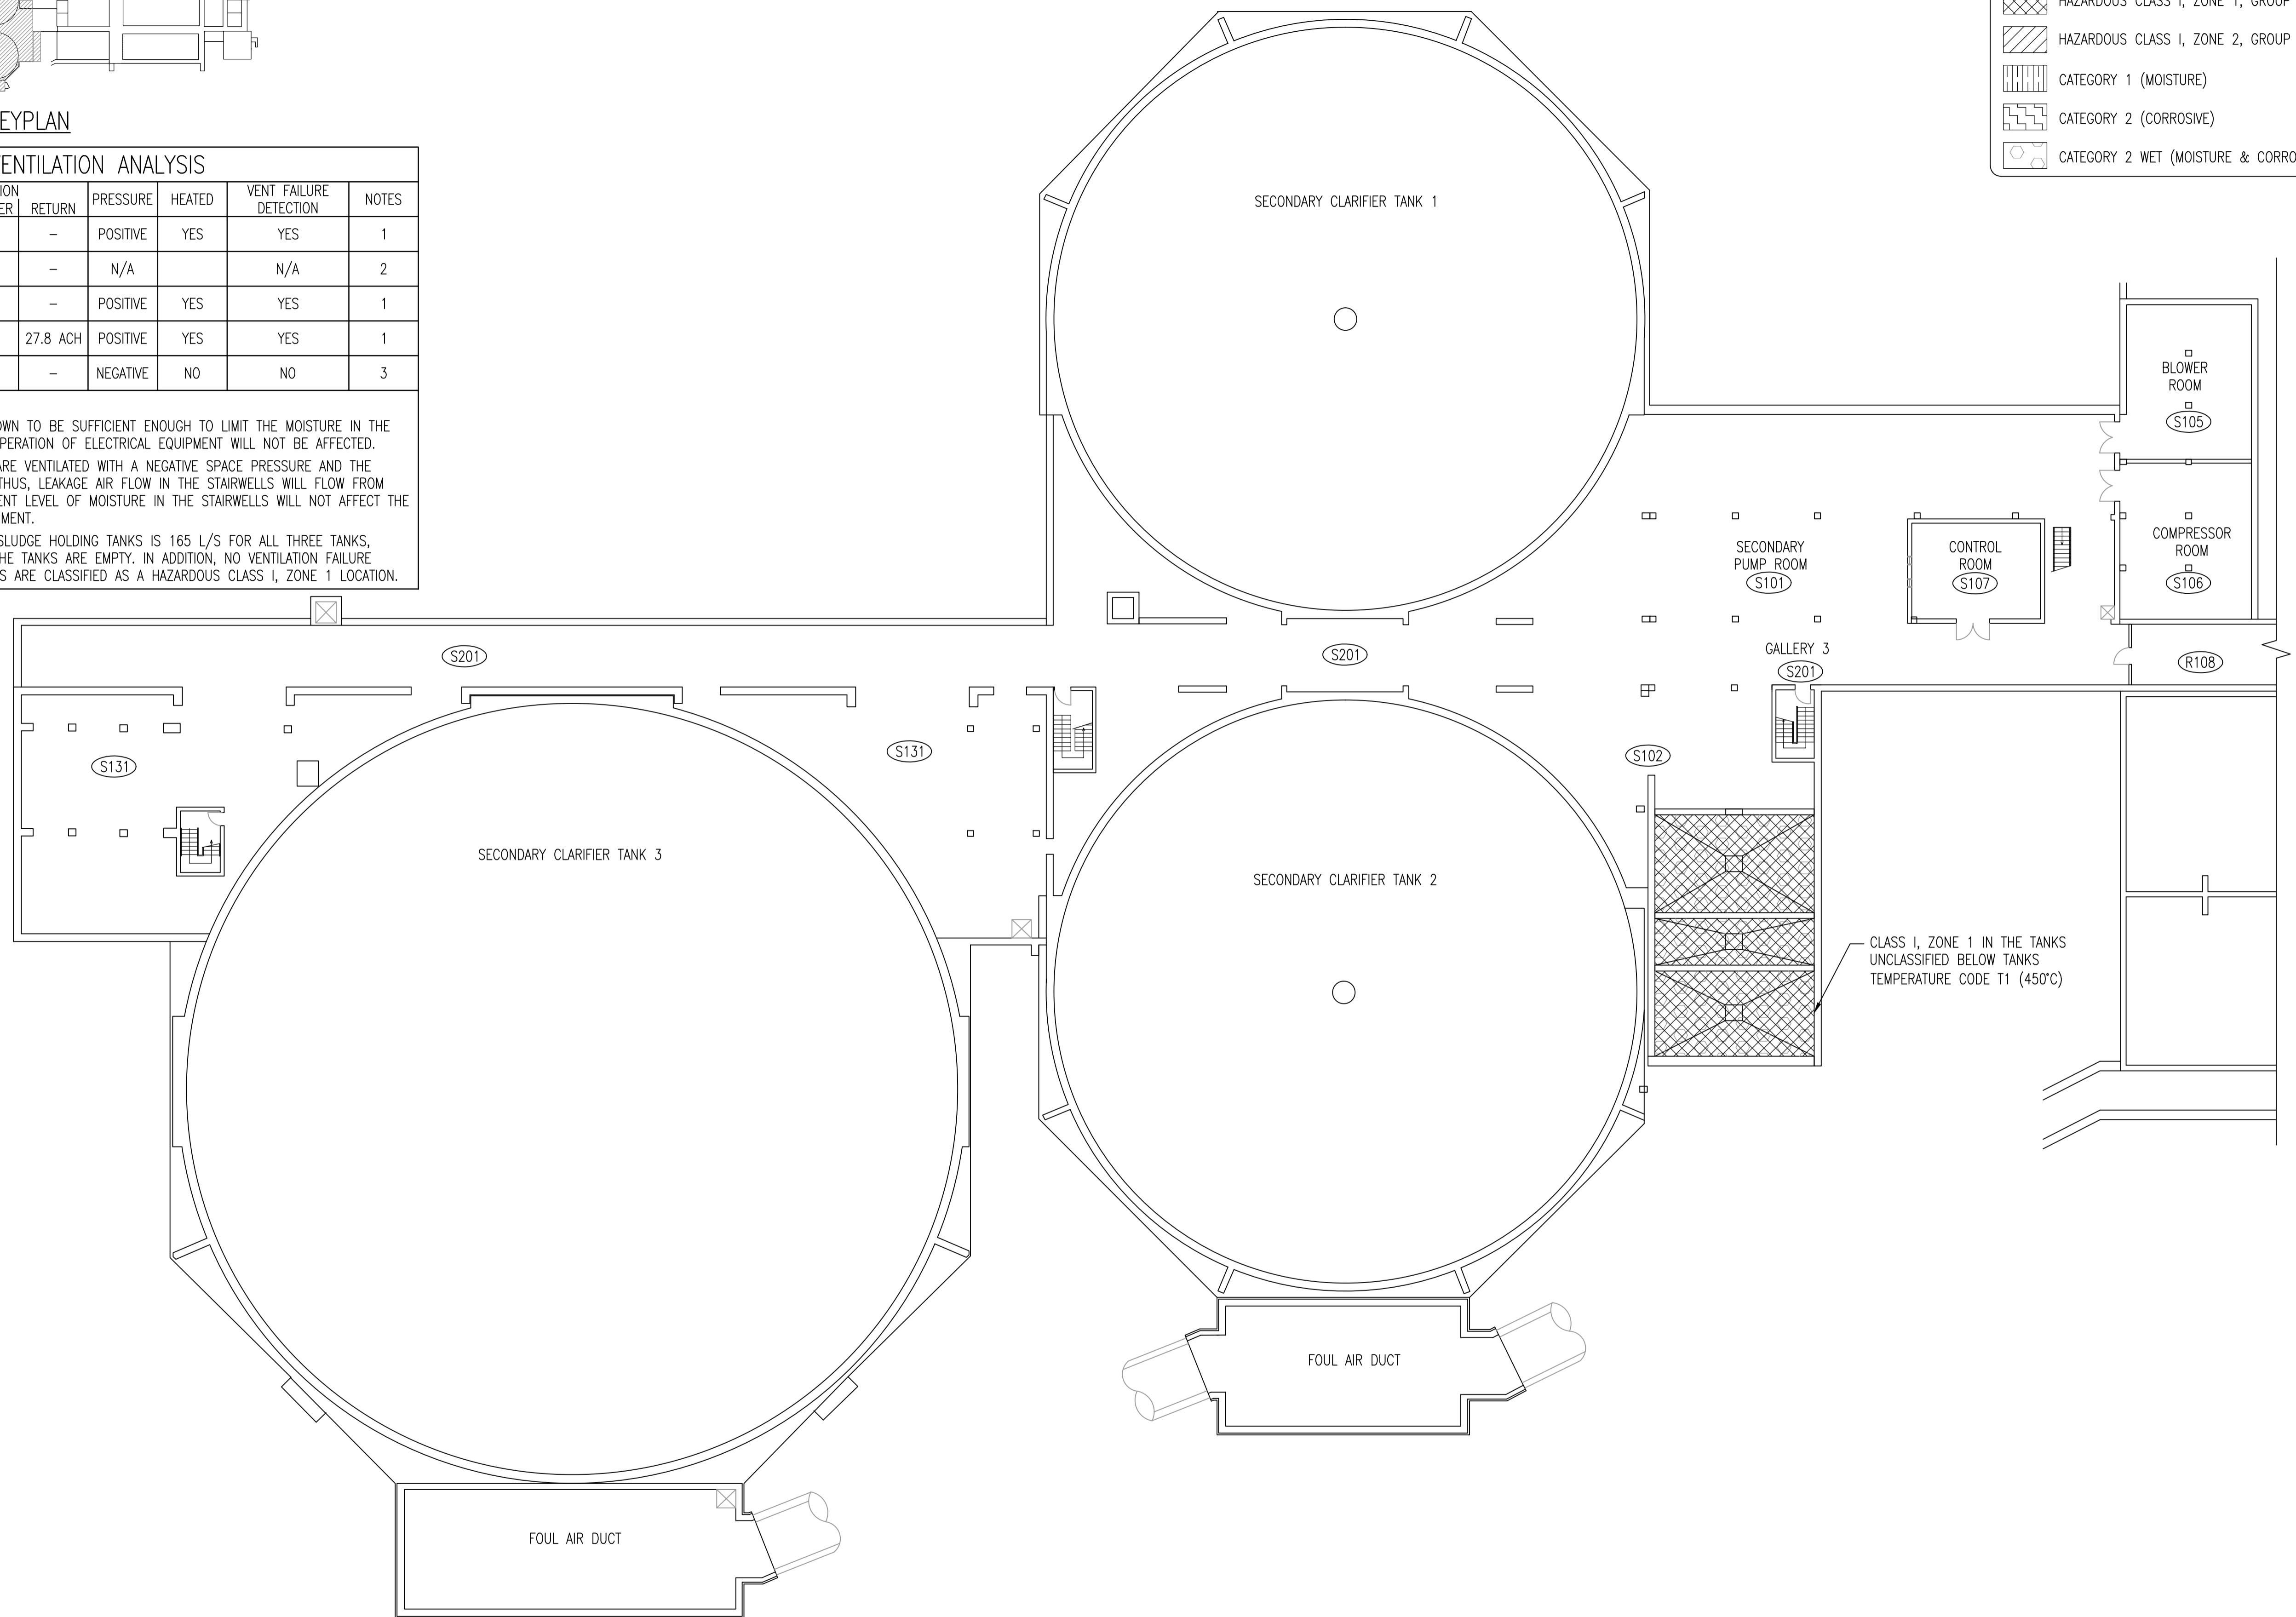 EYPLAN
VENTILATION ANALYSIS
ION
ER RETURN PRESSURE HEATED VENT FAILURE DETECTION NOTES
– POSITIVE YES YES 1
– N/A N/A 2
– POSITIVE YES YES 1
27.8 ACH POSITIVE YES YES 1
– NEGATIVE NO NO 3
OWN TO BE SUFFICIENT ENOUGH TO LIMIT THE MOISTURE IN THE
PERATION OF ELECTRICAL EQUIPMENT WILL NOT BE AFFECTED.
ARE VENTILATED WITH A NEGATIVE SPACE PRESSURE AND THE
THUS, LEAKAGE AIR FLOW IN THE STAIRWELLS WILL FLOW FROM
ENT LEVEL OF MOISTURE IN THE STAIRWELLS WILL NOT AFFECT THE
MENT.
SLUDGE HOLDING TANKS IS 165 L/S FOR ALL THREE TANKS,
HE TANKS ARE EMPTY. IN ADDITION, NO VENTILATION FAILURE
S ARE CLASSIFIED AS A HAZARDOUS CLASS I, ZONE 1 LOCATION.
HAZARDOUS CLASS I, ZONE 1, GROUP
HAZARDOUS CLASS I, ZONE 2, GROUP
CATEGORY 1 (MOISTURE)
CATEGORY 2 (CORROSIVE)
CATEGORY 2 WET (MOISTURE & CORRO
SECONDARY CLARIFIER TANK 1
BLOWER
ROOM
S105
SECONDARY
PUMP ROOM
S101
CONTROL
ROOM
S107
COMPRESSOR
ROOM
S106
S201
S201
GALLERY 3
S201
R108
S131
S131
S102
SECONDARY CLARIFIER TANK 3
SECONDARY CLARIFIER TANK 2
CLASS I, ZONE 1 IN THE TANKS
UNCLASSIFIED BELOW TANKS
TEMPERATURE CODE T1 (450°C)
FOUL AIR DUCT
FOUL AIR DUCT